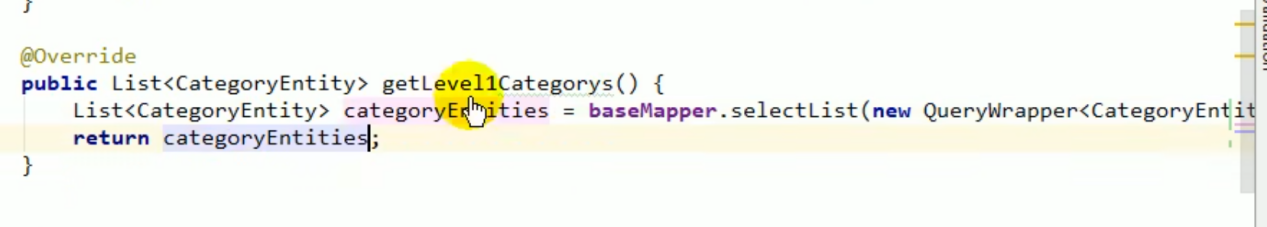 }
@Override
public List<CategoryEntity> getLevel1Categorys() {
List<CategoryEntity> categoryEntities = baseMapper.selectList(new QueryWrapper<CategoryEntit
return categoryEntities;
}